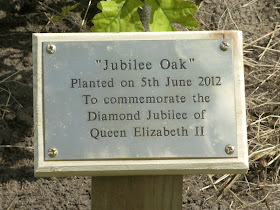 "Jubilee Oak"
Planted on 5th June 2012
To commemorate the
Diamond Jubilee of
Queen Elizabeth II